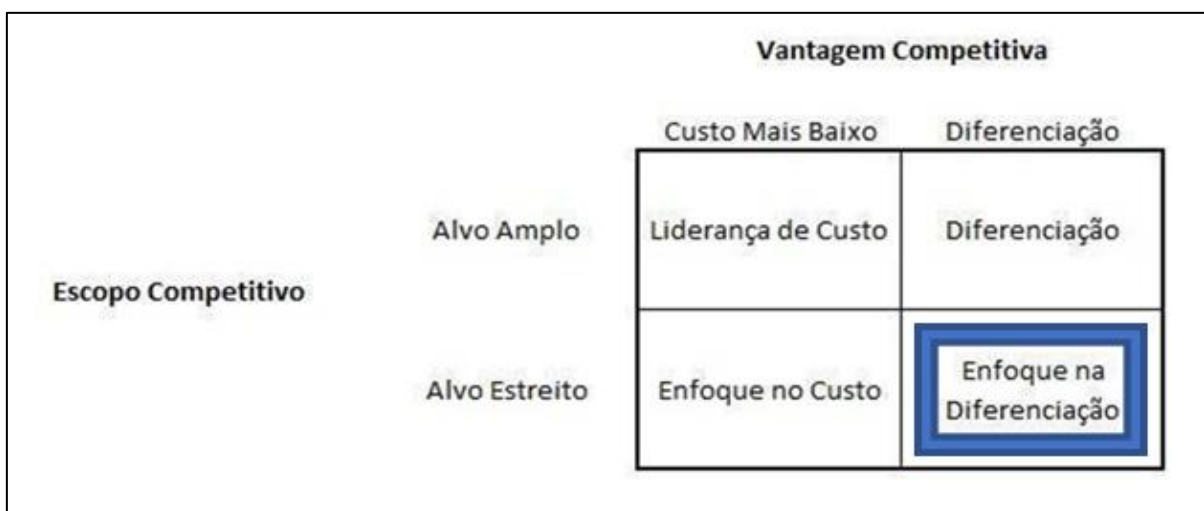 Vantagem Competitiva
Custo Mais Baixo Diferenciação
Alvo Amplo Liderança de Custo Diferenciação
Escopo Competitivo
Alvo Estreito Enfoque no Custo Enfoque na
Diferenciação